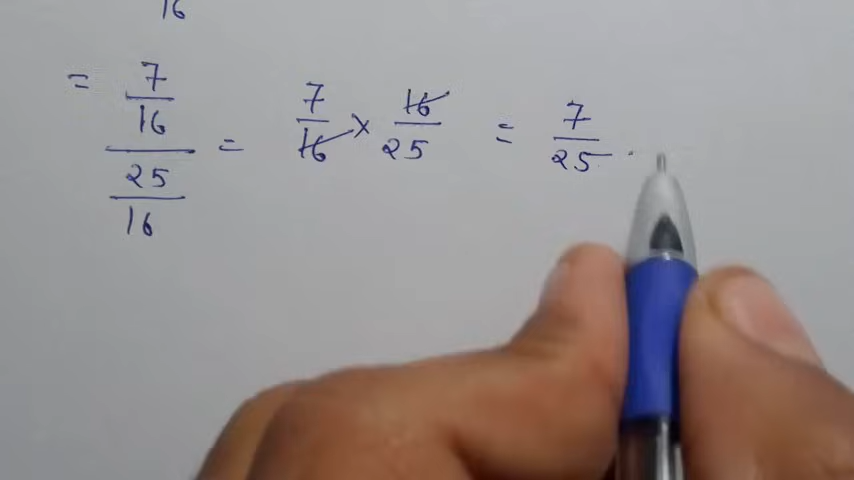 16
= 7/16 / 25/16 = 7/16 × 16/25 = 7/25 .